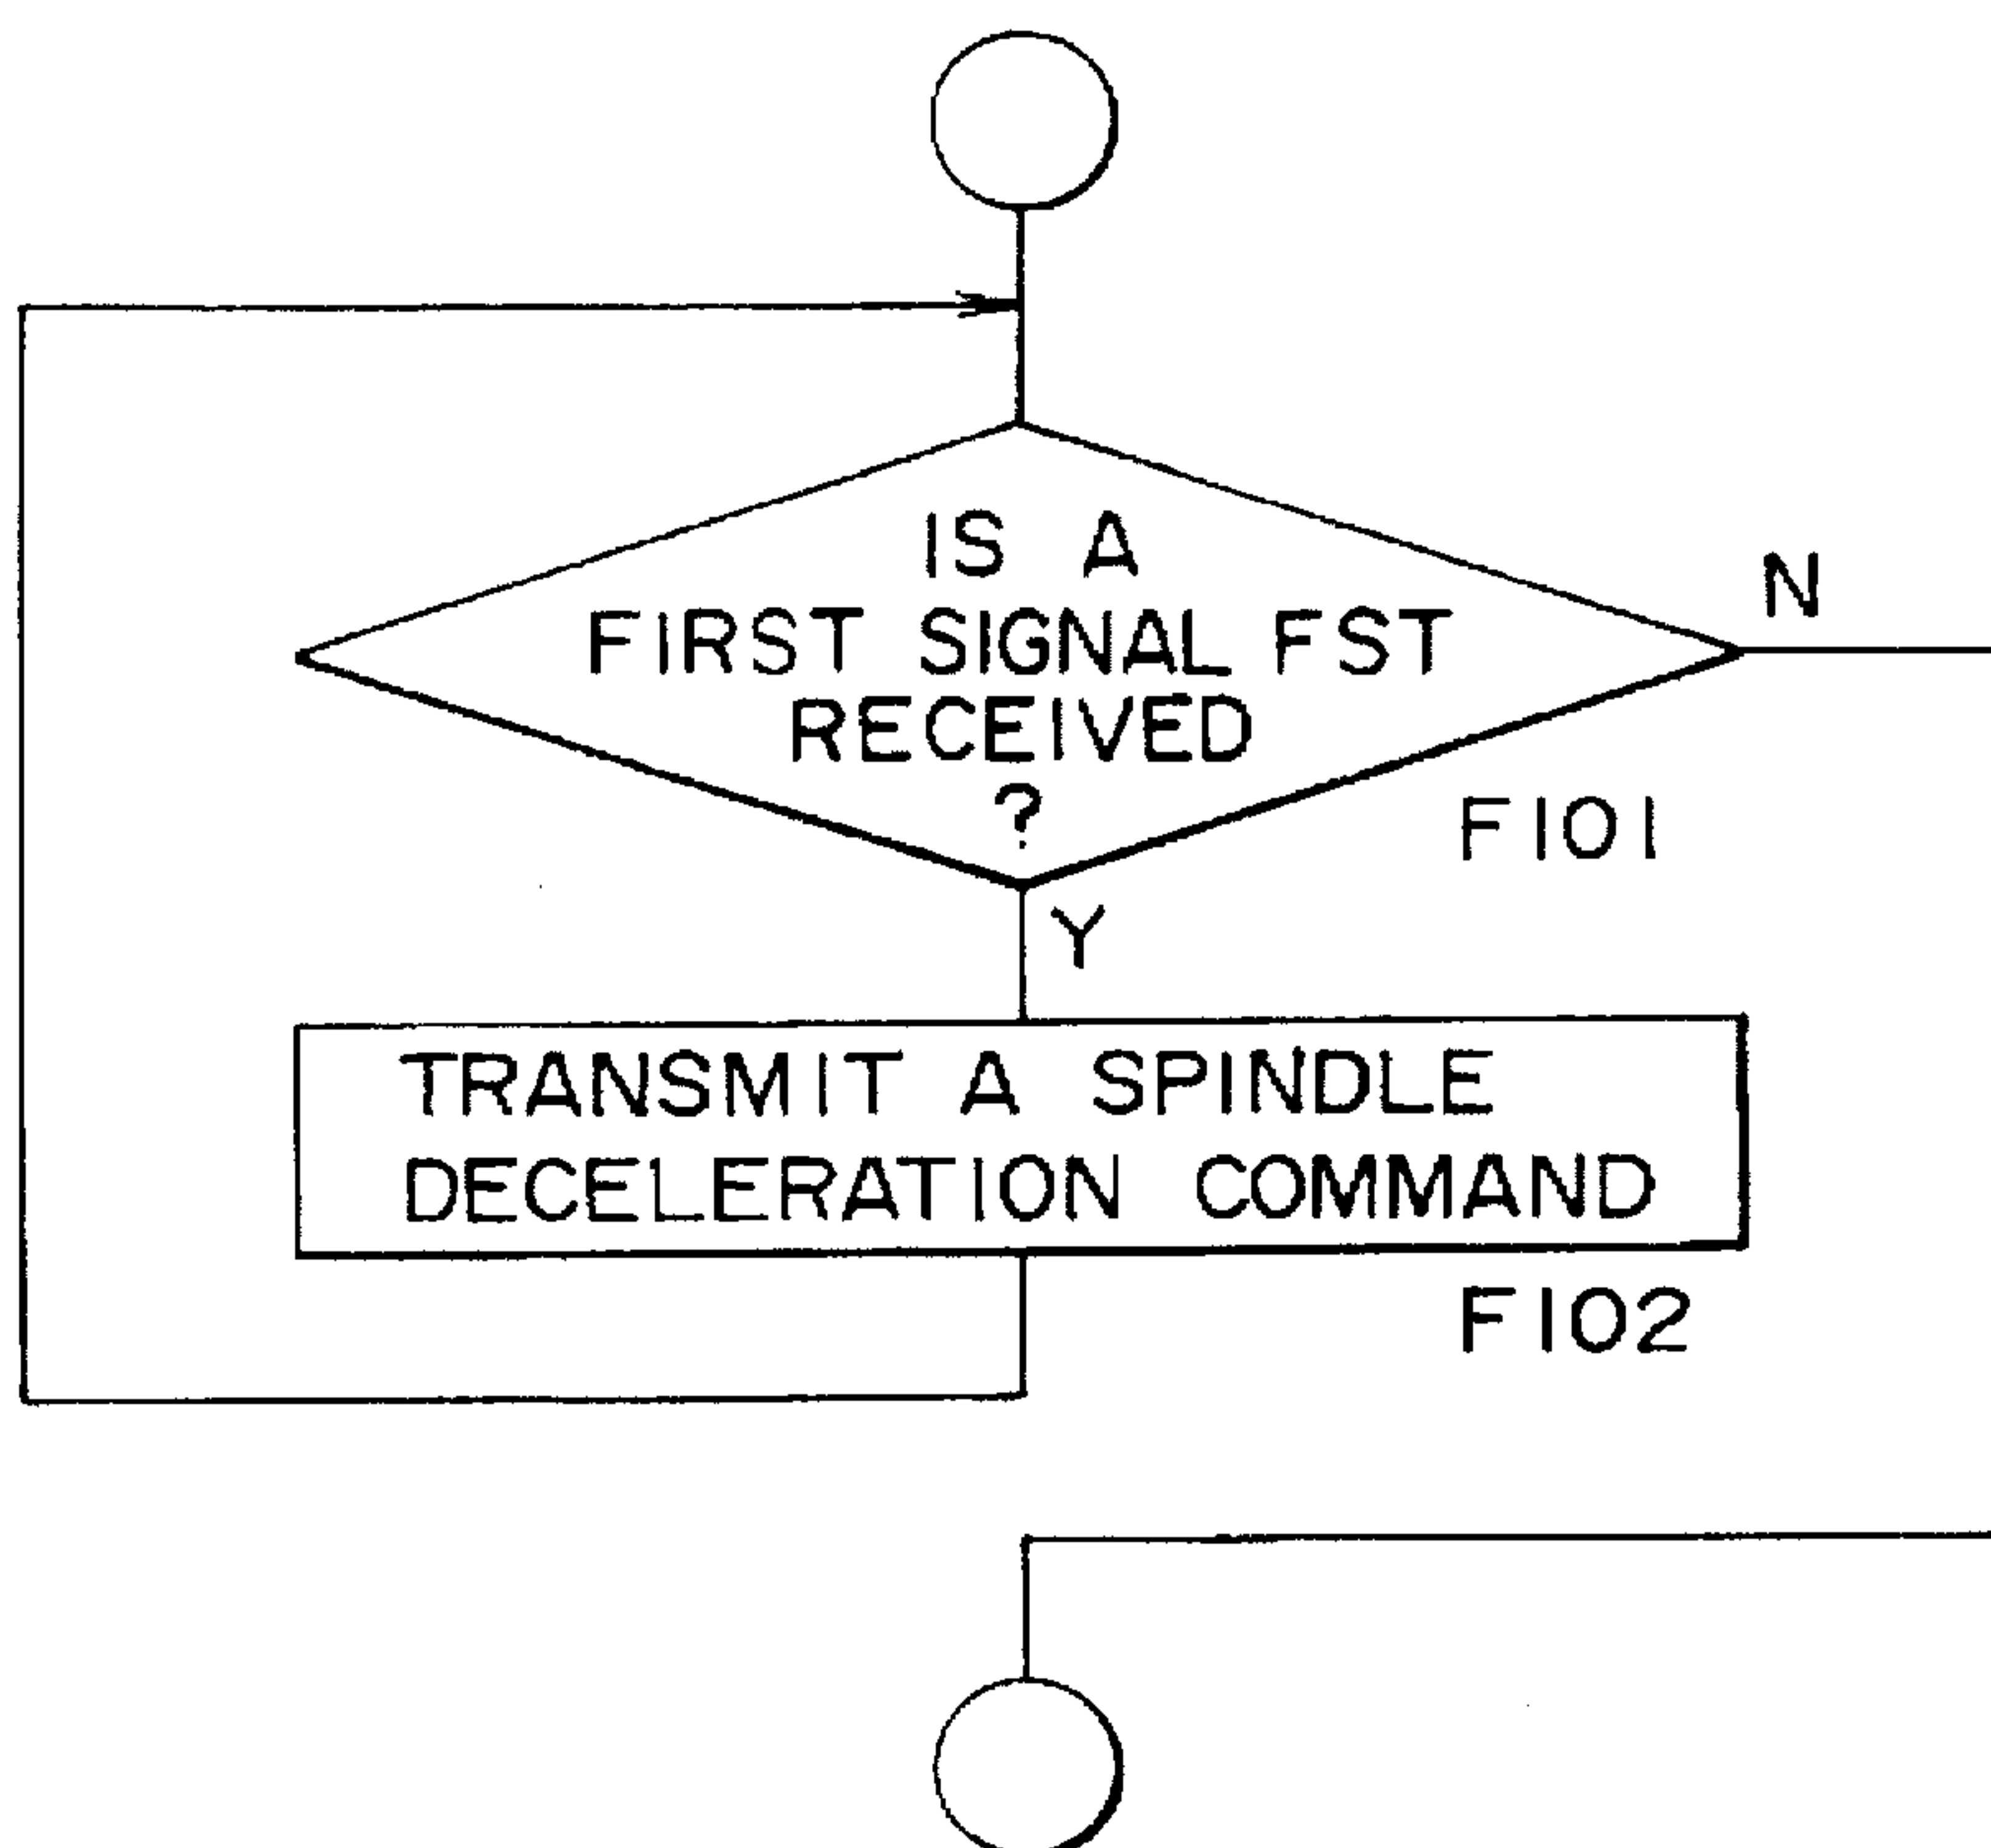 IS A
FIRST SIGNAL FST
RECEIVED
?
N
F101
Y
TRANSMIT A SPINDLE
DECELERATION COMMAND
F102